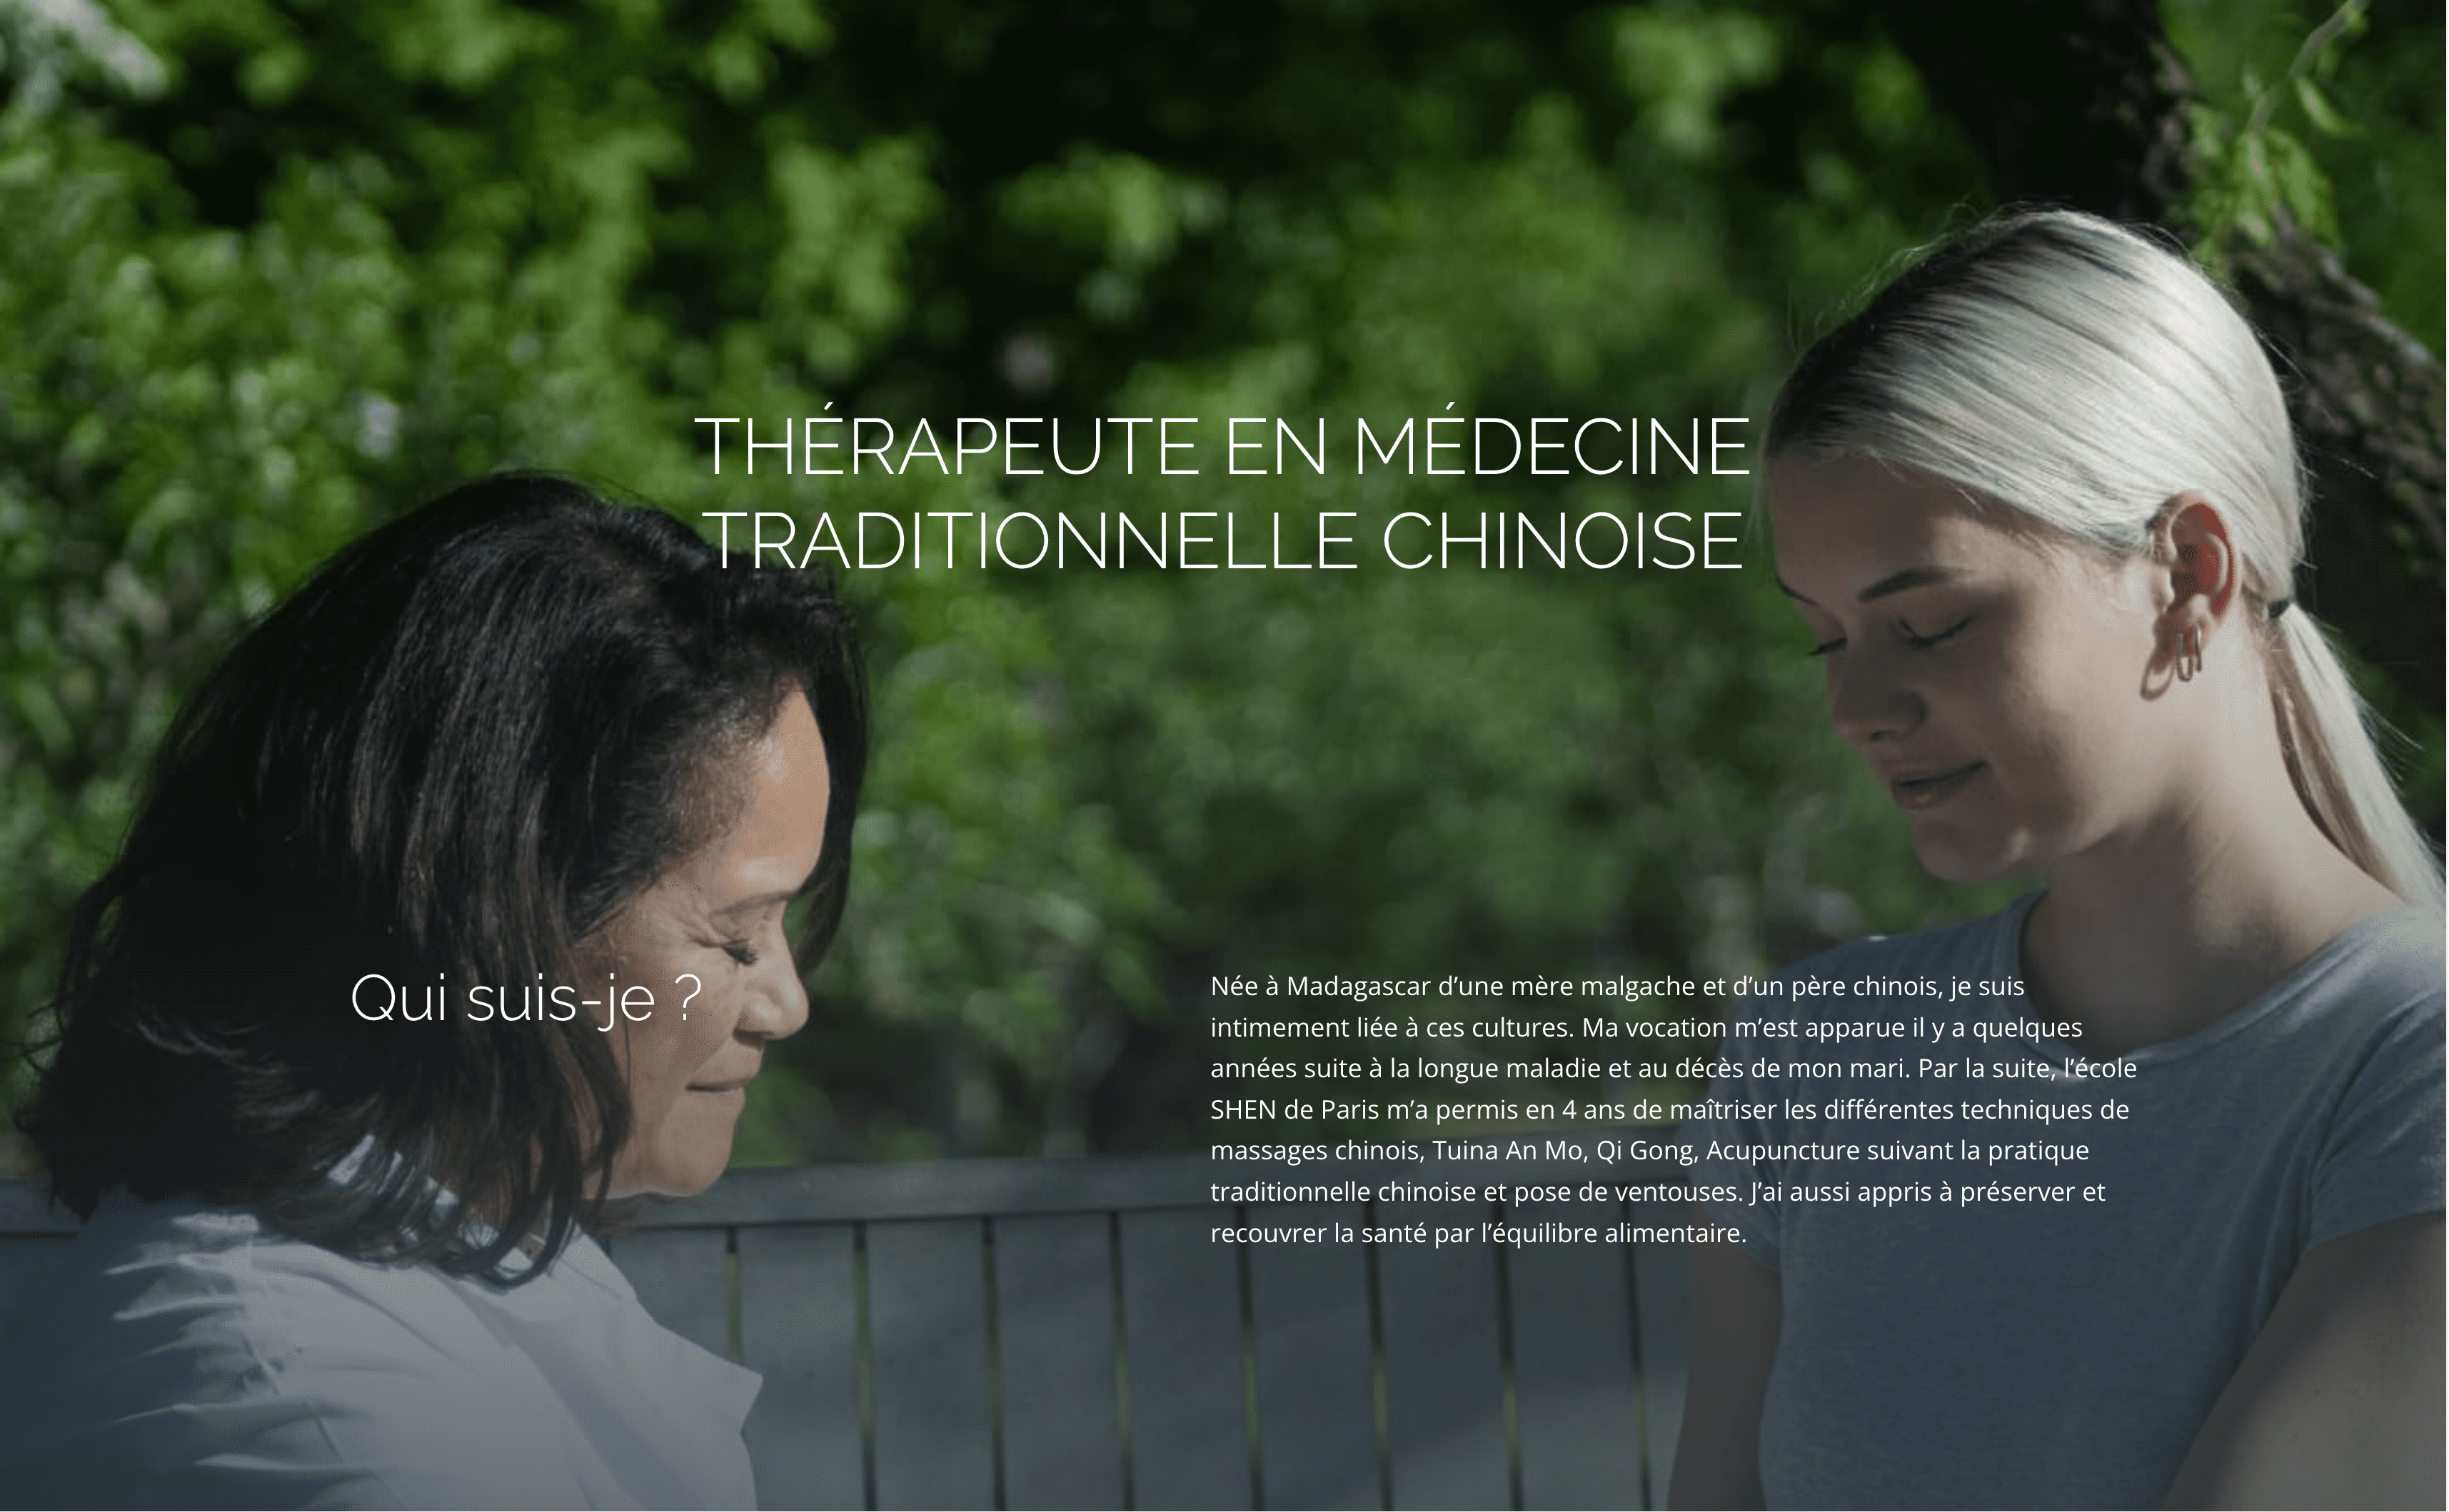 THÉRAPEUTE EN MÉDECINE
TRADITIONNELLE CHINOISE
Qui suis-je ?
Née à Madagascar d’une mère malgache et d’un père chinois, je suis
intimement liée à ces cultures. Ma vocation m’est apparue il y a quelques
années suite à la longue maladie et au décès de mon mari. Par la suite, l’école
SHEN de Paris m’a permis en 4 ans de maîtriser les différentes techniques de
massages chinois, Tuina An Mo, Qi Gong, Acupuncture suivant la pratique
traditionnelle chinoise et pose de ventouses. J’ai aussi appris à préserver et
recouvrer la santé par l’équilibre alimentaire.